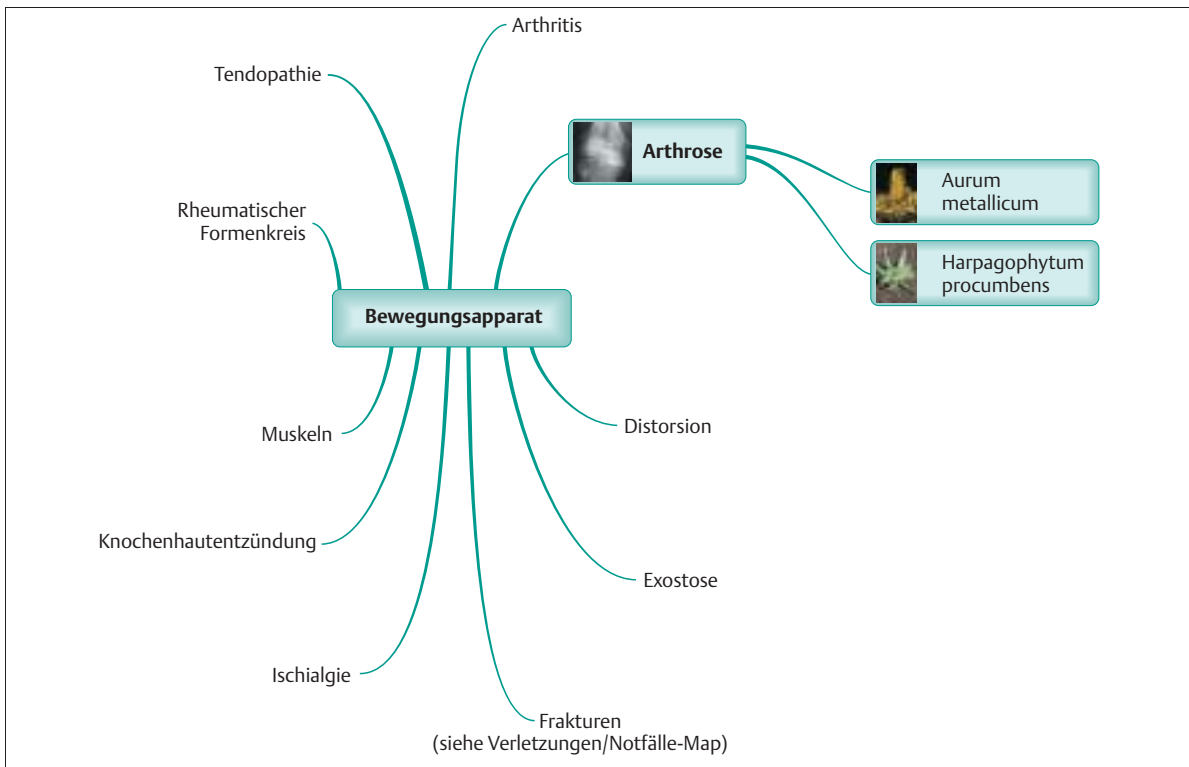 Arthritis
Tendopathie
Arthrose
Aurum
metallicum
Rheumatischer
Formenkreis
Harpagophytum
procumbens
Bewegungsapparat
Muskeln
Distorsion
Knochenhautentzündung
Exostose
Ischialgie
Frakturen
(siehe Verletzungen/Notfälle-Map)